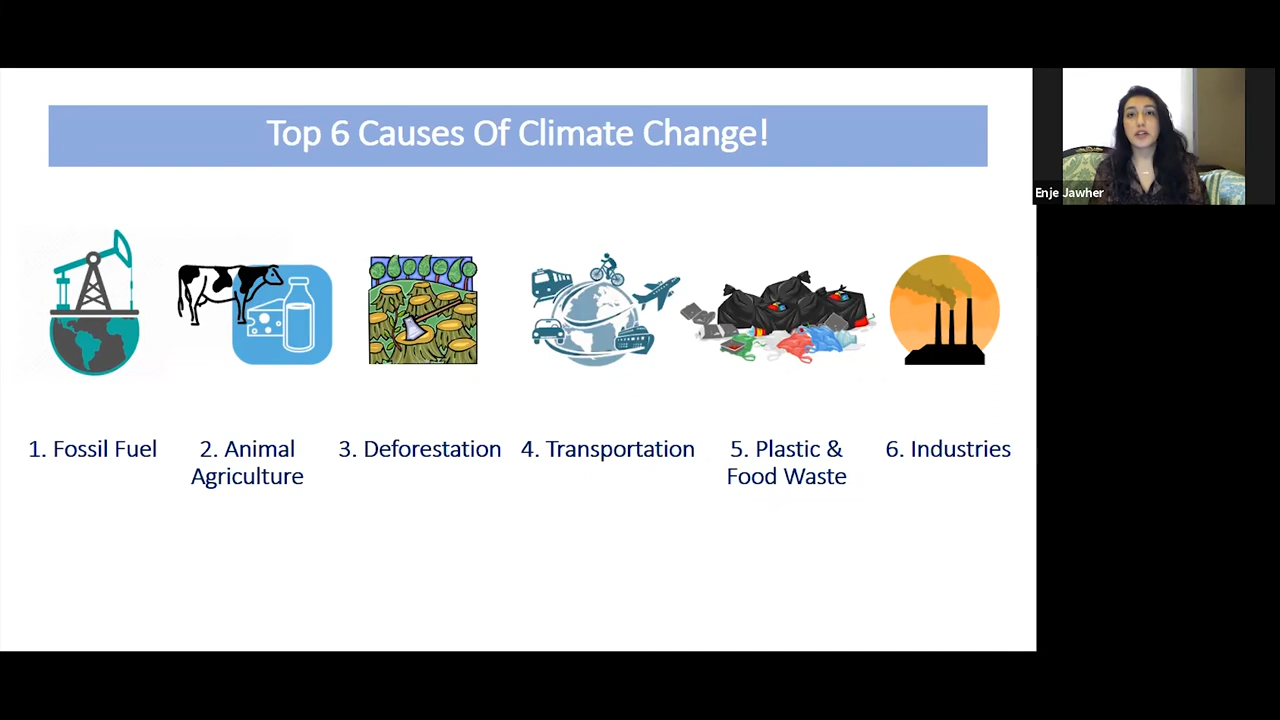 Top 6 Causes Of Climate Change!
Enje Jawher
1. Fossil Fuel
2. Animal
Agriculture
3. Deforestation
4. Transportation
5. Plastic &
Food Waste
6. Industries